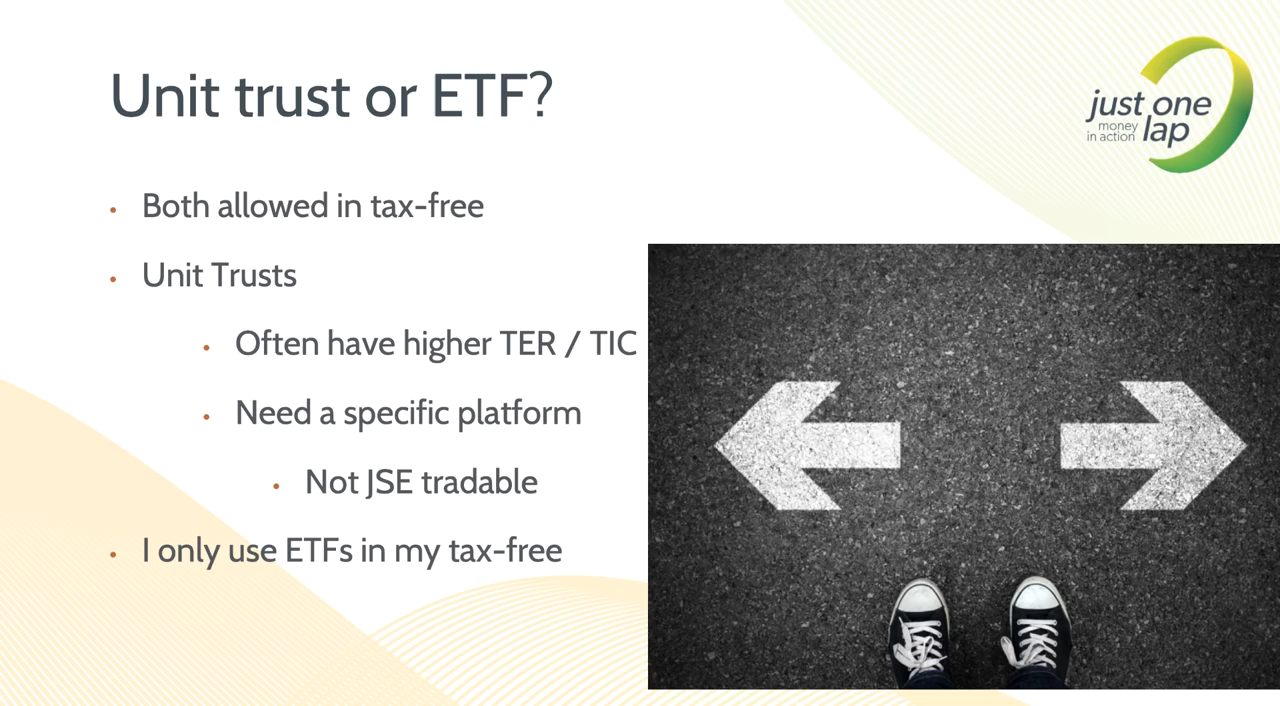 Unit trust or ETF?
just one
money
in action
lap
• Both allowed in tax-free
• Unit Trusts
• Often have higher TER / TIC
• Need a specific platform
• Not JSE tradable
• I only use ETFs in my tax-free